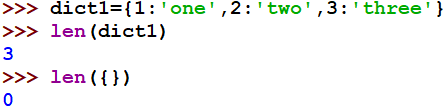 >>> dict1={1:'one',2:'two',3:'three'}
>>> len(dict1)
3
>>> len({})
0